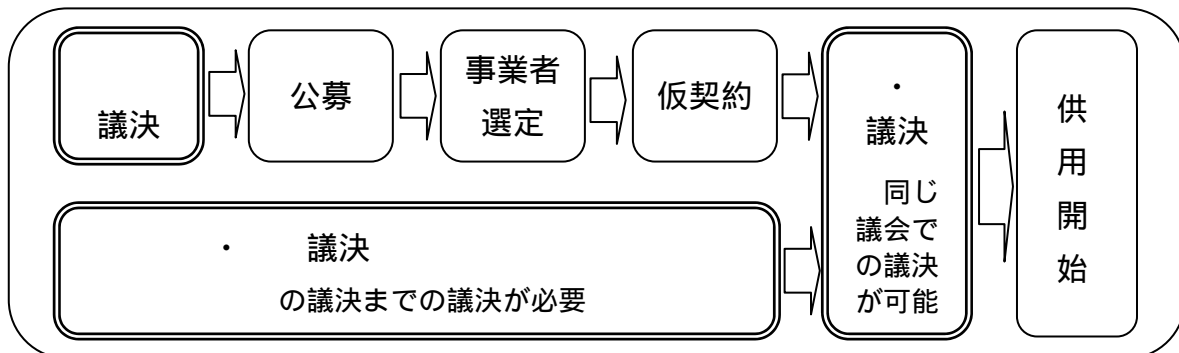 議決
公募
事業者
選定
仮契約
・
議決
同じ
議会で
の議決
が可能
供
用
開
始
・　　議決
の議決までの議決が必要